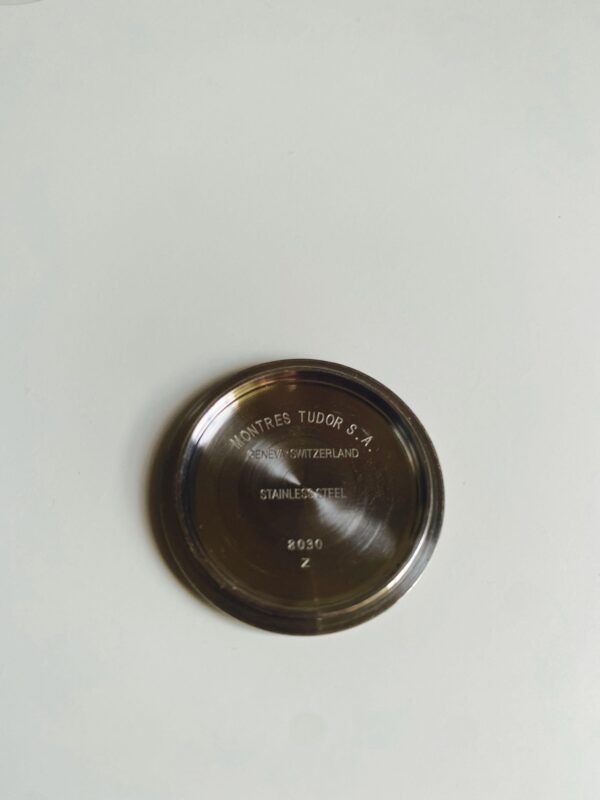 MONTRES TUDOR S.A.
GENEVA·SWITZERLAND
STAINLESS STEEL
8030
Z